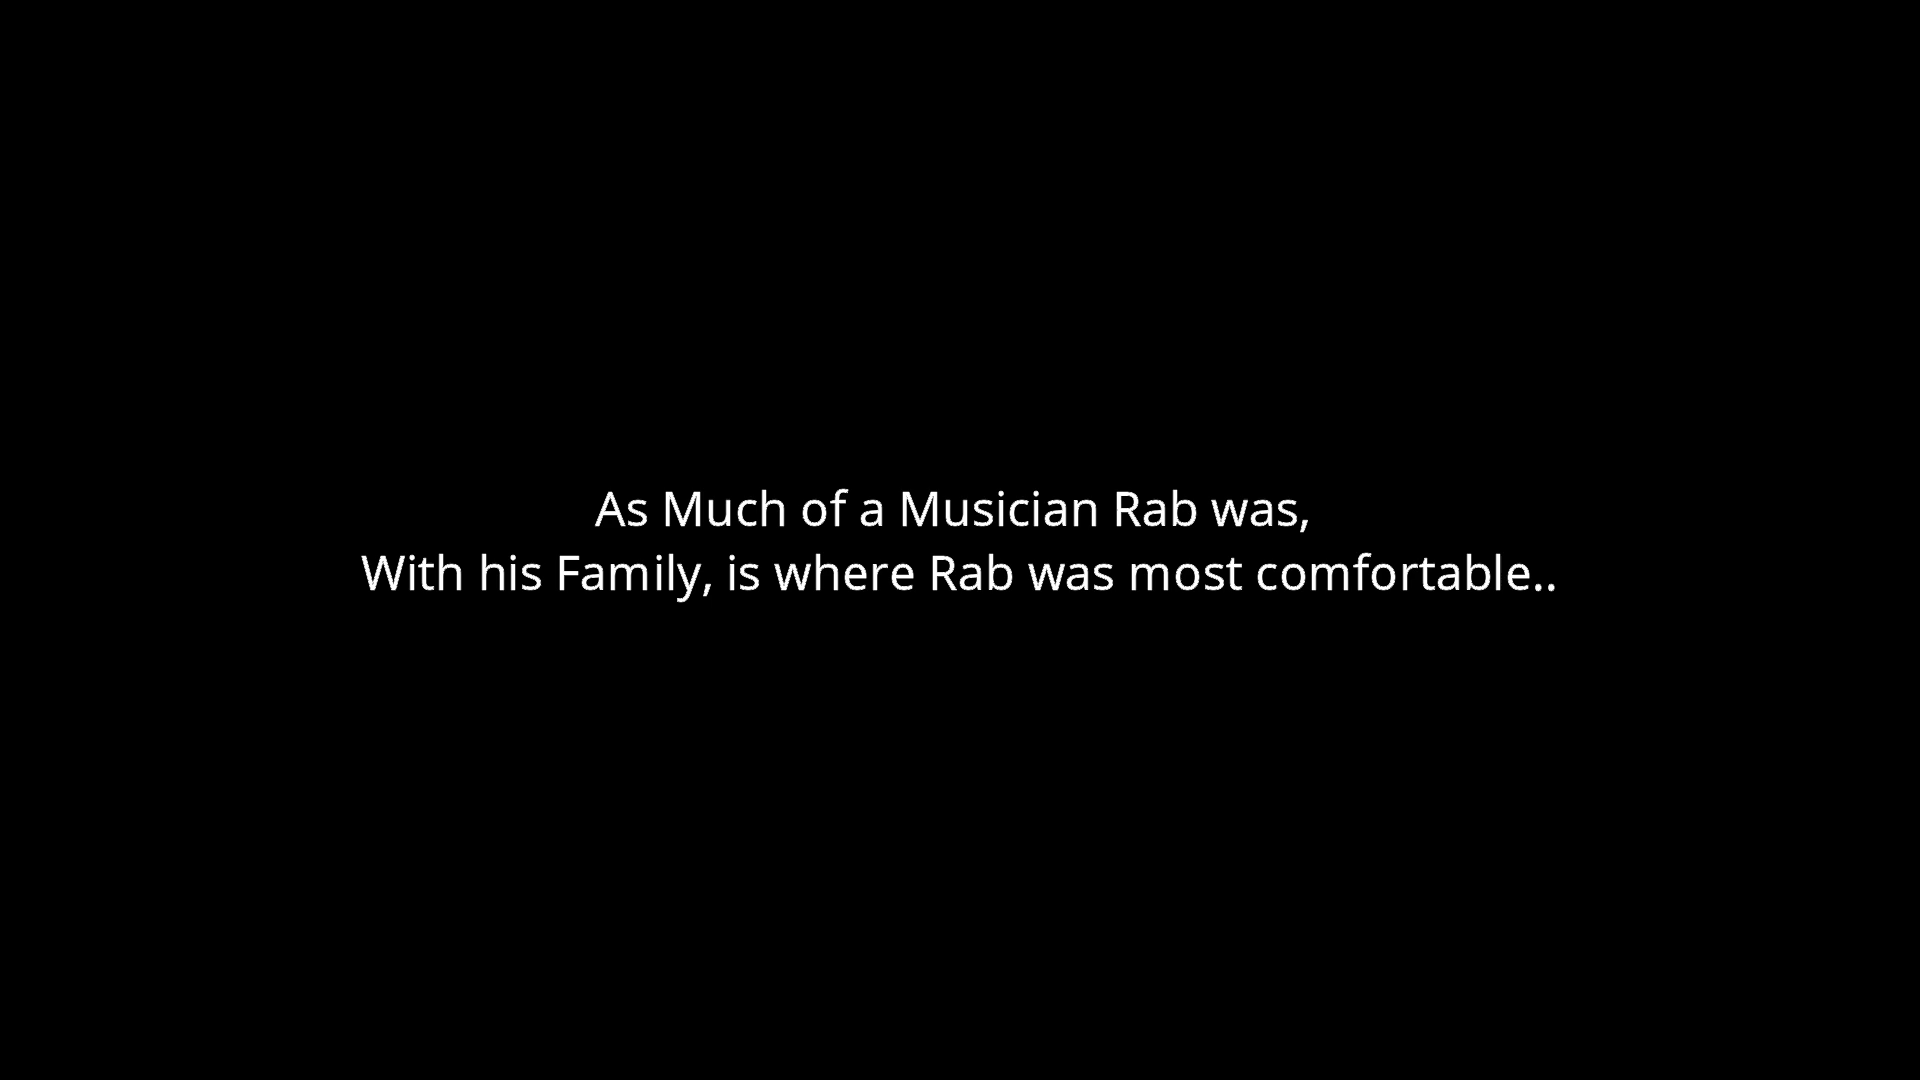 As Much of a Musician Rab was,
With his Family, is where Rab was most comfortable..